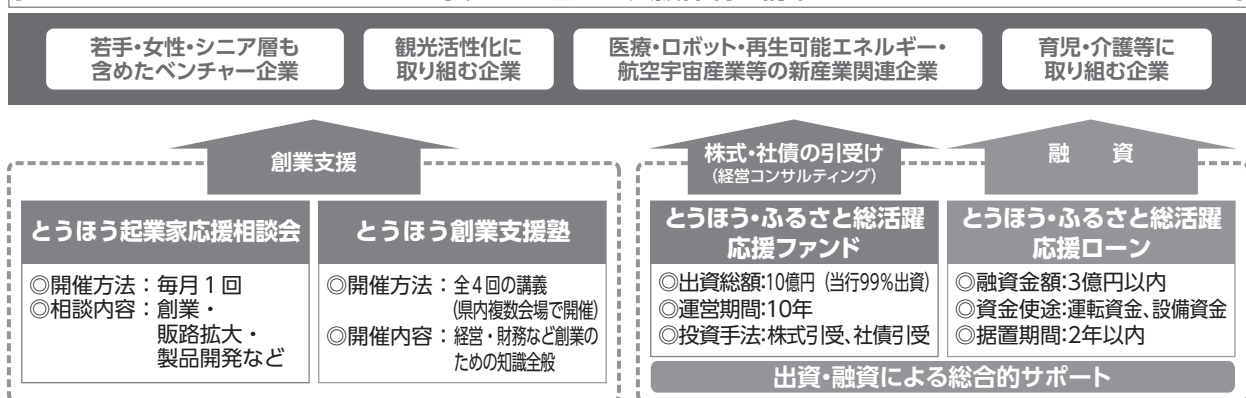 若手・女性・シニア層も
含めたベンチャー企業
観光活性化に
取り組む企業
医療・ロボット・再生可能エネルギー・
航空宇宙産業等の新産業関連企業
育児・介護等に
取り組む企業
創業支援
とうほう起業家応援相談会
◎開催方法：毎月1回
◎相談内容：創業・
販路拡大・
製品開発など
とうほう創業支援塾
◎開催方法：全4回の講義
(県内複数会場で開催)
◎開催内容：経営・財務など創業の
ための知識全般
株式・社債の引受け
(経営コンサルティング)
とうほう・ふるさと総活躍
応援ファンド
◎出資総額:10億円 (当行99%出資)
◎運営期間:10年
◎投資手法:株式引受、社債引受
融 資
とうほう・ふるさと総活躍
応援ローン
◎融資金額:3億円以内
◎資金使途:運転資金、設備資金
◎据置期間:2年以内
出資・融資による総合的サポート